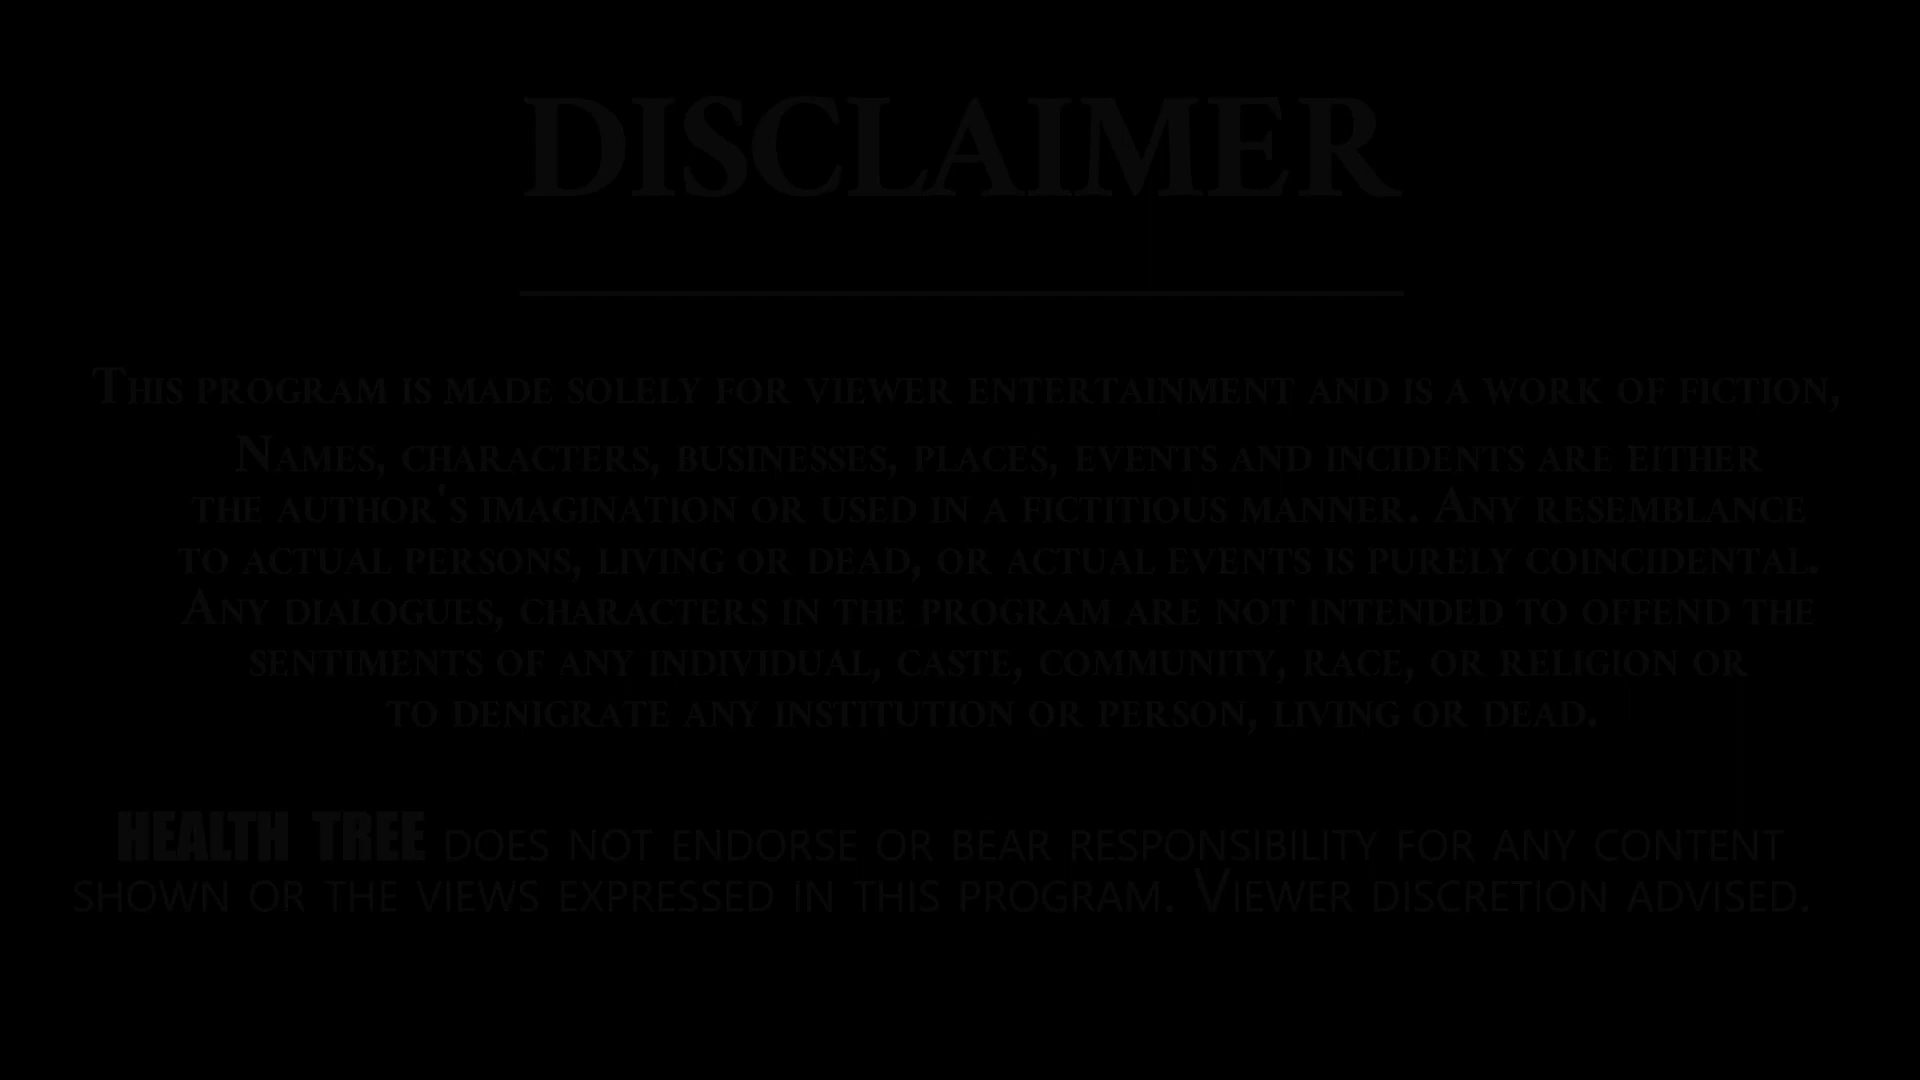 DISCLAIMER
This program is made solely for viewer entertainment and is a work of fiction,
Names, characters, businesses, places, events and incidents are either
the author's imagination or used in a fictitious manner. Any resemblance
to actual persons, living or dead, or actual events is purely coincidental.
Any dialogues, characters in the program are not intended to offend the
sentiments of any individual, caste, community, race, or religion or
to denigrate any institution or person, living or dead.
HEALTH TREE does not endorse or bear responsibility for any content
shown or the views expressed in this program. Viewer discretion advised.